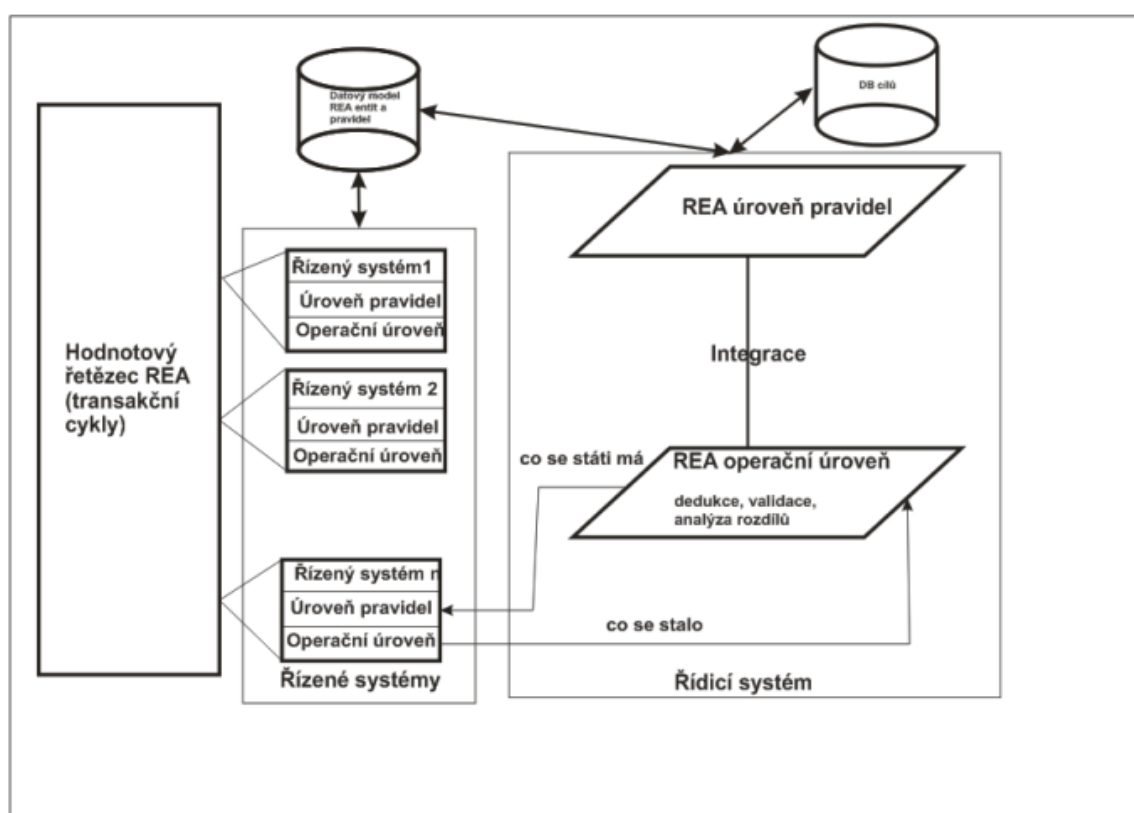 Datový model
REA entit a
pravidel
DB cílů
REA úroveň pravidel
Řízený systém1
Úroveň pravidel
Operační úroveň
Hodnotový
řetězec REA
(transakční
cykly)
Integrace
Řízený systém 2
Úroveň pravidel
Operační úroveň
co se státi má
REA operační úroveň
dedukce, validace,
analýza rozdílů
Řízený systém n
Úroveň pravidel
co se stalo
Operační úroveň
Řízené systémy
Řídicí systém